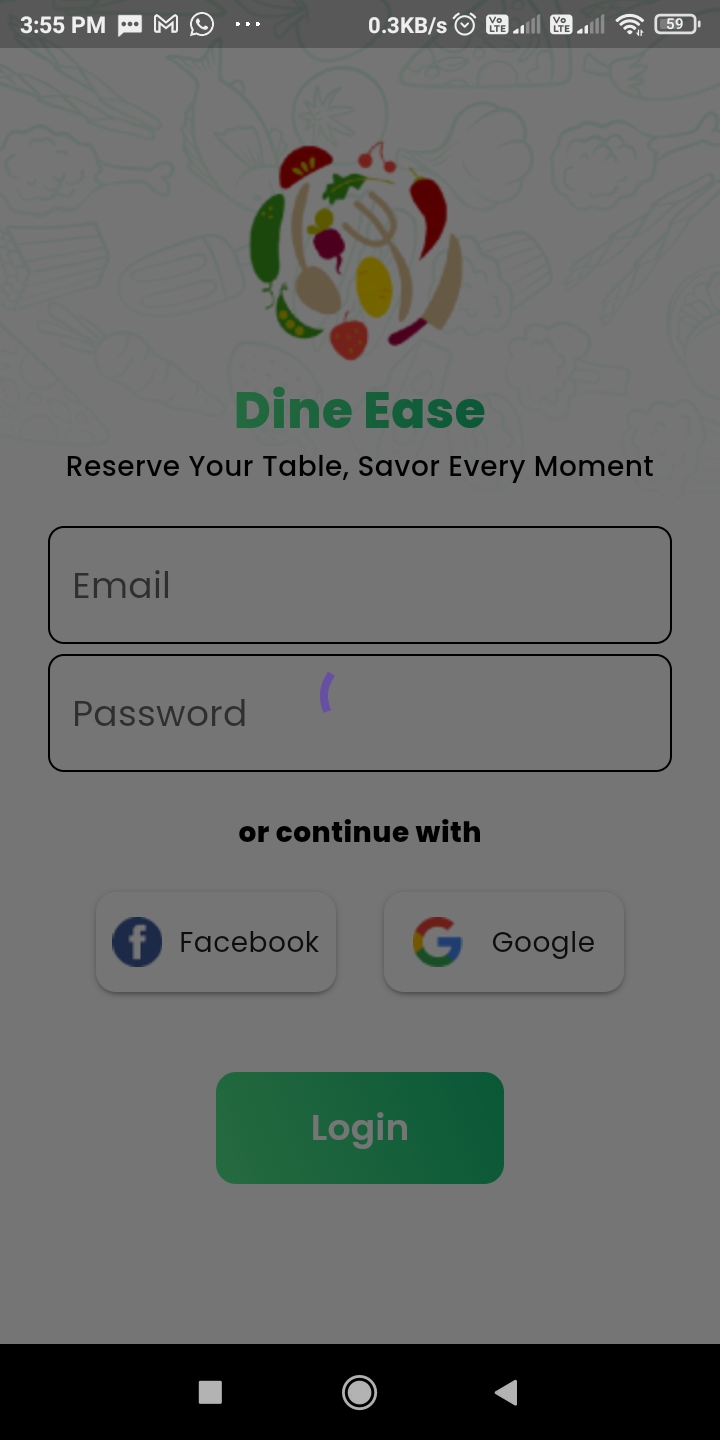 3:55 PM ... 0.3KB/s Vo LTE Vo LTE 59
Dine Ease
Reserve Your Table, Savor Every Moment
Email
Password
or continue with
Facebook Google
Login